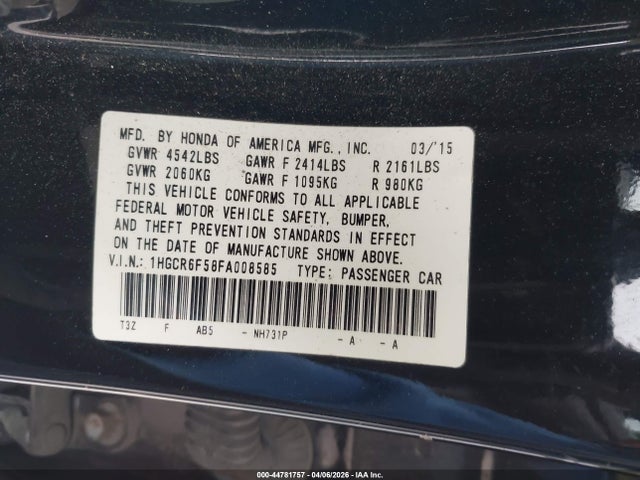 MFD. BY HONDA OF AMERICA MFG., INC. 03/'15
GVWR 4542LBS GAWR F 2414LBS R 2161LBS
GVWR 2060KG GAWR F 1095KG R 980KG
THIS VEHICLE CONFORMS TO ALL APPLICABLE
FEDERAL MOTOR VEHICLE SAFETY, BUMPER,
AND THEFT PREVENTION STANDARDS IN EFFECT
ON THE DATE OF MANUFACTURE SHOWN ABOVE.
V.I.N.: 1HGCR6F58FA008585 TYPE: PASSENGER CAR
T3Z F AB5 - NH731P - A - A
000-44781757 - 04/06/2026 - IAA Inc.